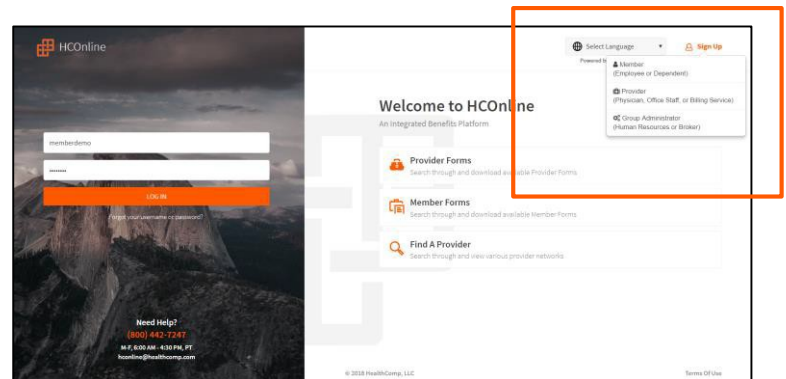 HCOnline
memberdemo
LOG IN
Forgot your username or password?
Need Help?
(800) 442-7247
M-F, 6:00 AM - 4:30 PM, PT
hconline@healthcomp.com
Select Language
Sign Up
Powered
Member
(Employee or Dependent)
Provider
(Physician, Office Staff, or Billing Service)
Group Administrator
(Human Resources or Broker)
Welcome to HCOnline
An Integrated Benefits Platform
Provider Forms
Search through and download available Provider Forms
Member Forms
Search through and download available Member Forms
Find A Provider
Search through and view various provider networks
© 2018 HealthComp, LLC
Terms Of Use